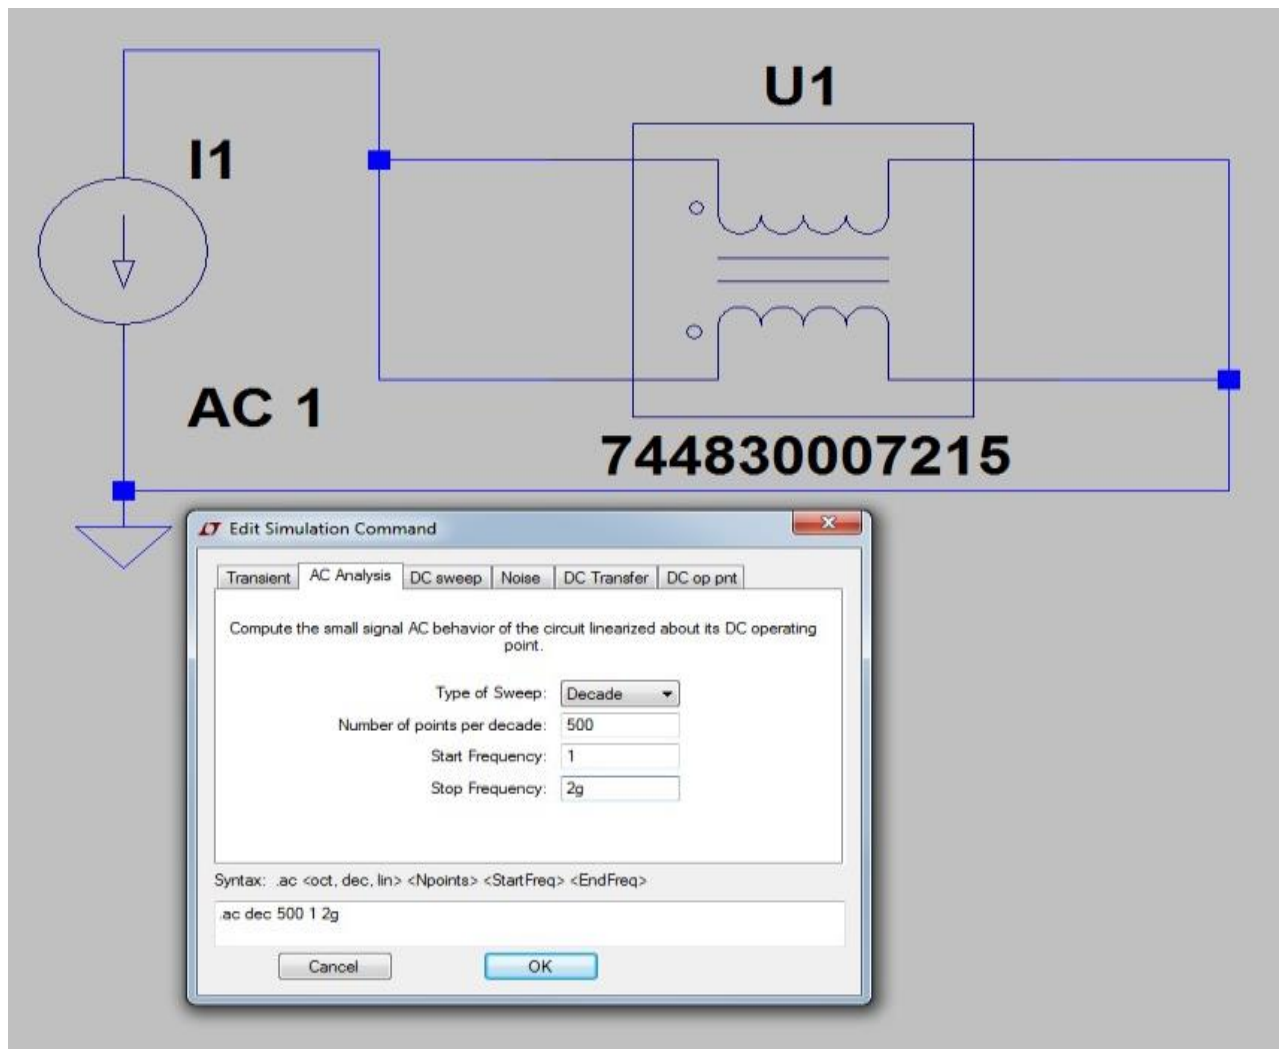 U1
I1
AC 1
744830007215
Edit Simulation Command
Transient AC Analysis DC sweep Noise DC Transfer DC op pnt
Compute the small signal AC behavior of the circuit linearized about its DC operating
point.
Type of Sweep: Decade
Number of points per decade: 500
Start Frequency: 1
Stop Frequency: 2g
Syntax: .ac <oct, dec, lin> <Npoints> <StartFreq> <EndFreq>
.ac dec 500 1 2g
Cancel OK